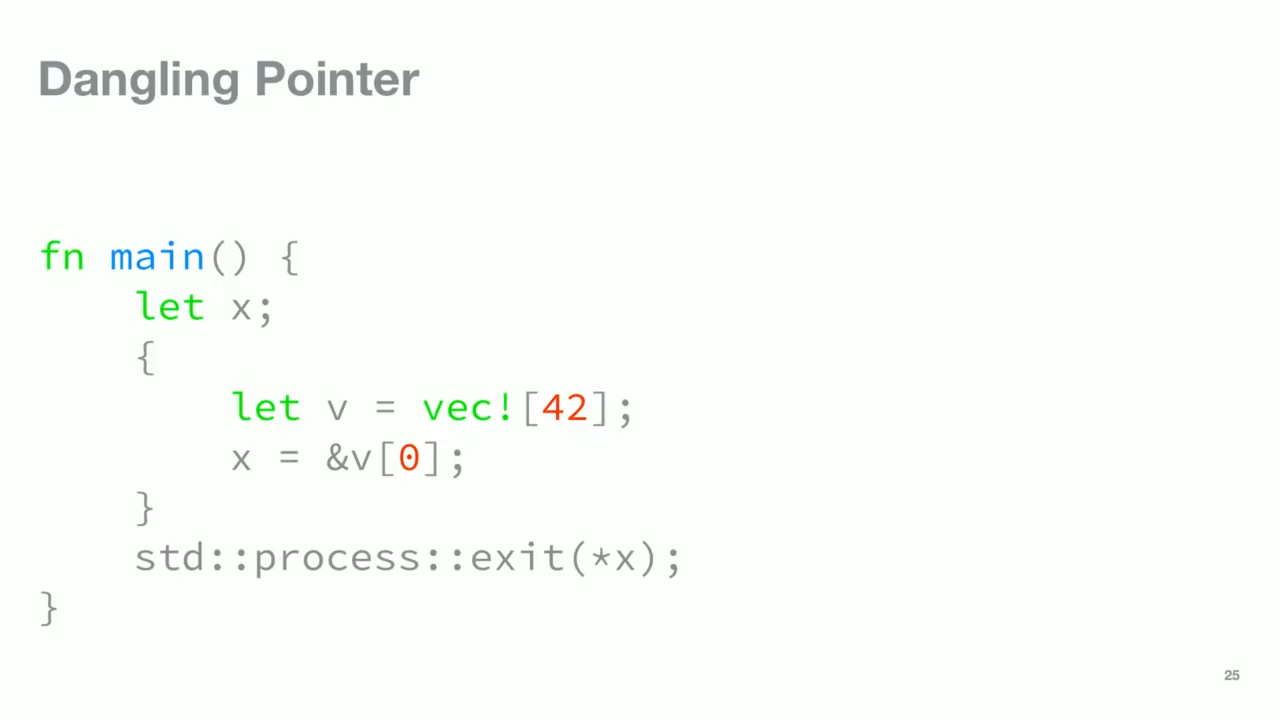 Dangling Pointer
fn main() {
    let x;
    {
        let v = vec![42];
        x = &v[0];
    }
    std::process::exit(*x);
}
25